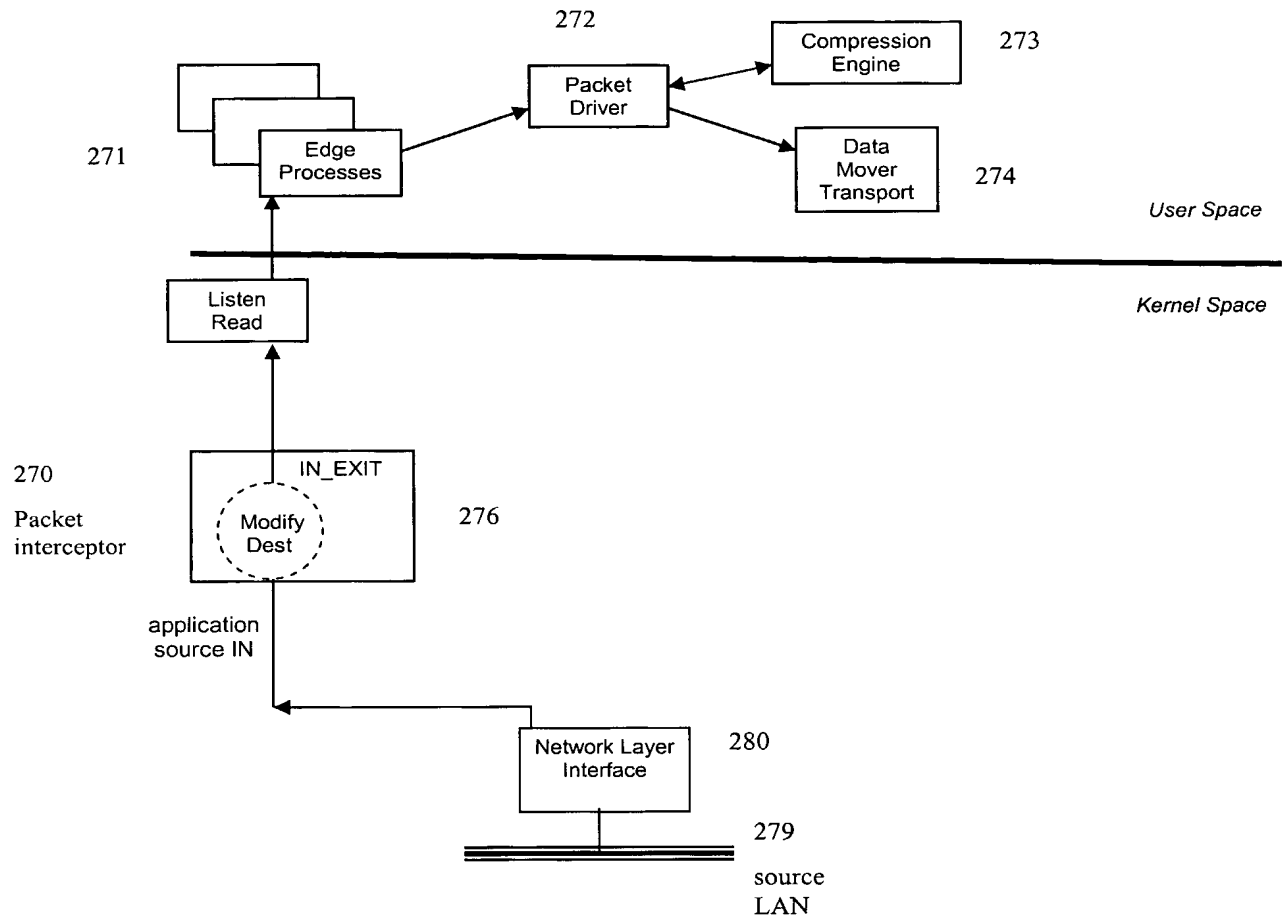 272
Compression
Engine
273
Packet
Driver
271
Edge
Processes
Data
Mover
Transport
274
User Space
Listen
Read
Kernel Space
270
Packet
interceptor
IN_EXIT
Modify
Dest
276
application
source IN
Network Layer
Interface
280
279
source
LAN